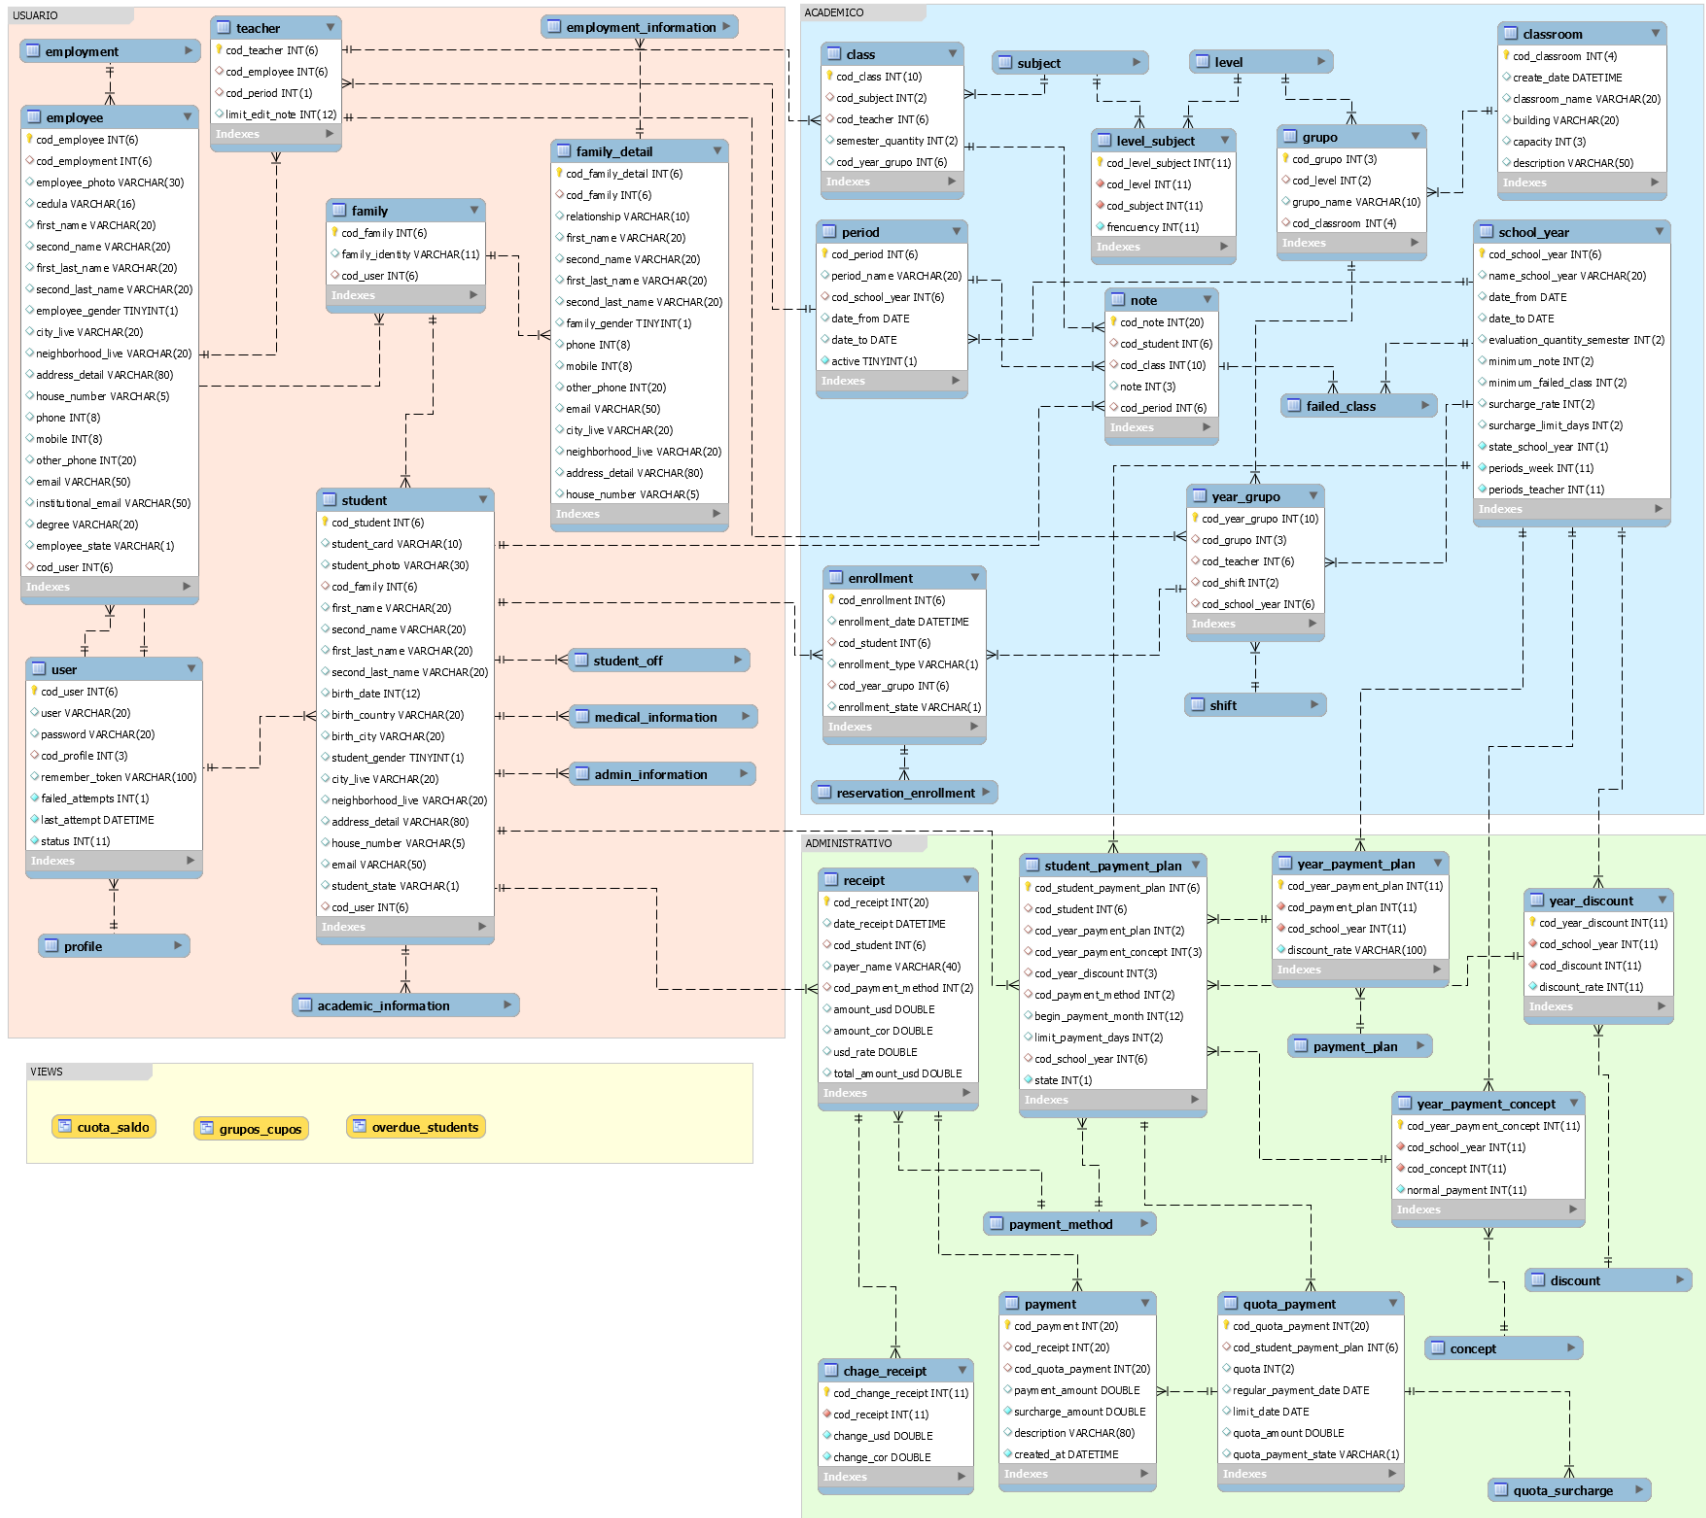 USUARIO
employment
teacher
cod_teacher INT(6)
cod_employee INT(6)
cod_period INT(1)
limit_edit_note INT(12)
Indexes
employment_information
employee
cod_employee INT(6)
cod_employment INT(6)
employee_photo VARCHAR(30)
cedula VARCHAR(16)
first_name VARCHAR(20)
second_name VARCHAR(20)
first_last_name VARCHAR(20)
second_last_name VARCHAR(20)
employee_gender TINYINT(1)
city_live VARCHAR(20)
neighborhood_live VARCHAR(20)
address_detail VARCHAR(80)
house_number VARCHAR(5)
phone INT(8)
mobile INT(8)
other_phone INT(20)
email VARCHAR(50)
institutional_email VARCHAR(50)
degree VARCHAR(20)
employee_state VARCHAR(1)
cod_user INT(6)
Indexes
family
cod_family INT(6)
family_identity VARCHAR(11)
cod_user INT(6)
Indexes
family_detail
cod_family_detail INT(6)
cod_family INT(6)
relationship VARCHAR(10)
first_name VARCHAR(20)
second_name VARCHAR(20)
first_last_name VARCHAR(20)
second_last_name VARCHAR(20)
family_gender TINYINT(1)
phone INT(8)
mobile INT(8)
other_phone INT(20)
email VARCHAR(50)
city_live VARCHAR(20)
neighborhood_live VARCHAR(20)
address_detail VARCHAR(80)
house_number VARCHAR(5)
Indexes
student
cod_student INT(6)
student_card VARCHAR(10)
student_photo VARCHAR(30)
cod_family INT(6)
first_name VARCHAR(20)
second_name VARCHAR(20)
first_last_name VARCHAR(20)
second_last_name VARCHAR(20)
birth_date INT(12)
birth_country VARCHAR(20)
birth_city VARCHAR(20)
student_gender TINYINT(1)
city_live VARCHAR(20)
neighborhood_live VARCHAR(20)
address_detail VARCHAR(80)
house_number VARCHAR(5)
email VARCHAR(50)
student_state VARCHAR(1)
cod_user INT(6)
Indexes
student_off
medical_information
admin_information
user
cod_user INT(6)
user VARCHAR(20)
password VARCHAR(20)
cod_profile INT(3)
remember_token VARCHAR(100)
failed_attempts INT(1)
last_attempt DATETIME
status INT(11)
Indexes
profile
academic_information
VIEWS
cuota_saldo
grupos_cupos
overdue_students
ACADEMICO
class
cod_class INT(10)
cod_subject INT(2)
cod_teacher INT(6)
semester_quantity INT(2)
cod_year_grupo INT(6)
Indexes
subject
level
level_subject
cod_level_subject INT(11)
cod_level INT(11)
cod_subject INT(11)
frencuency INT(11)
Indexes
grupo
cod_grupo INT(3)
cod_level INT(2)
grupo_name VARCHAR(10)
cod_classroom INT(4)
Indexes
classroom
cod_classroom INT(4)
create_date DATETIME
classroom_name VARCHAR(20)
building VARCHAR(20)
capacity INT(3)
description VARCHAR(50)
Indexes
period
cod_period INT(6)
period_name VARCHAR(20)
cod_school_year INT(6)
date_from DATE
date_to DATE
active TINYINT(1)
Indexes
note
cod_note INT(20)
cod_student INT(6)
cod_class INT(10)
note INT(3)
cod_period INT(6)
Indexes
failed_class
school_year
cod_school_year INT(6)
name_school_year VARCHAR(20)
date_from DATE
date_to DATE
evaluation_quantity_semester INT(2)
minimum_note INT(2)
minimum_failed_class INT(2)
surcharge_rate INT(2)
surcharge_limit_days INT(2)
state_school_year INT(1)
periods_week INT(11)
periods_teacher INT(11)
Indexes
year_grupo
cod_year_grupo INT(10)
cod_grupo INT(3)
cod_teacher INT(6)
cod_shift INT(2)
cod_school_year INT(6)
Indexes
enrollment
cod_enrollment INT(6)
enrollment_date DATETIME
cod_student INT(6)
enrollment_type VARCHAR(1)
cod_year_grupo INT(6)
enrollment_state VARCHAR(1)
Indexes
shift
reservation_enrollment
ADMINISTRATIVO
receipt
cod_receipt INT(20)
date_receipt DATETIME
cod_student INT(6)
payer_name VARCHAR(40)
cod_payment_method INT(2)
amount_usd DOUBLE
amount_cor DOUBLE
usd_rate DOUBLE
total_amount_usd DOUBLE
Indexes
student_payment_plan
cod_student_payment_plan INT(6)
cod_student INT(6)
cod_year_payment_plan INT(2)
cod_year_payment_concept INT(3)
cod_year_discount INT(3)
cod_payment_method INT(2)
begin_payment_month INT(12)
limit_payment_days INT(2)
cod_school_year INT(6)
state INT(1)
Indexes
year_payment_plan
cod_year_payment_plan INT(11)
cod_payment_plan INT(11)
cod_school_year INT(11)
discount_rate VARCHAR(100)
Indexes
year_discount
cod_year_discount INT(11)
cod_school_year INT(11)
cod_discount INT(11)
discount_rate INT(11)
Indexes
payment_plan
year_payment_concept
cod_year_payment_concept INT(11)
cod_school_year INT(11)
cod_concept INT(11)
normal_payment INT(11)
Indexes
payment_method
discount
concept
chage_receipt
cod_change_receipt INT(11)
cod_receipt INT(11)
change_usd DOUBLE
change_cor DOUBLE
Indexes
payment
cod_payment INT(20)
cod_receipt INT(20)
cod_quota_payment INT(20)
payment_amount DOUBLE
surcharge_amount DOUBLE
description VARCHAR(80)
created_at DATETIME
Indexes
quota_payment
cod_quota_payment INT(20)
cod_student_payment_plan INT(6)
quota INT(2)
regular_payment_date DATE
limit_date DATE
quota_amount DOUBLE
quota_payment_state VARCHAR(1)
Indexes
quota_surcharge